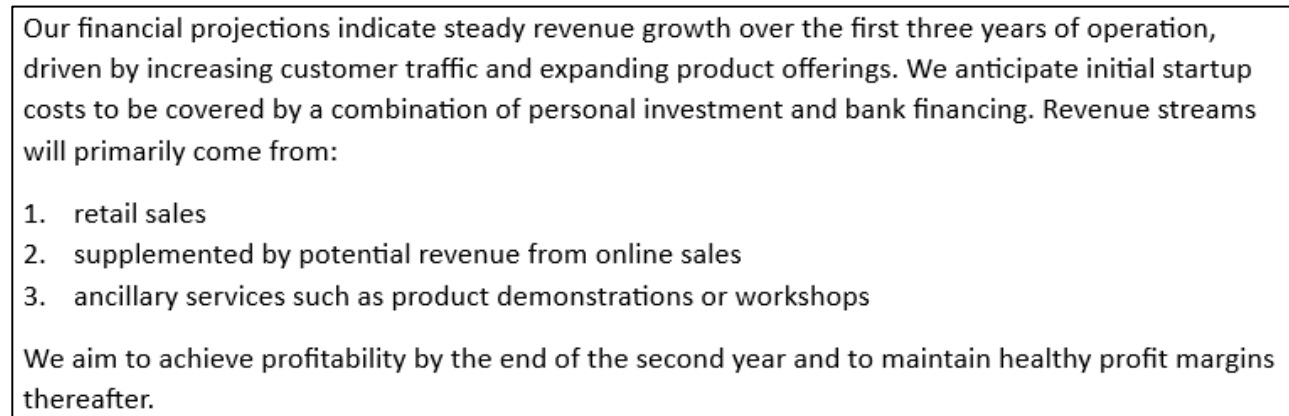 Our financial projections indicate steady revenue growth over the first three years of operation,
driven by increasing customer traffic and expanding product offerings. We anticipate initial startup
costs to be covered by a combination of personal investment and bank financing. Revenue streams
will primarily come from:
1. retail sales
2. supplemented by potential revenue from online sales
3. ancillary services such as product demonstrations or workshops
We aim to achieve profitability by the end of the second year and to maintain healthy profit margins
thereafter.